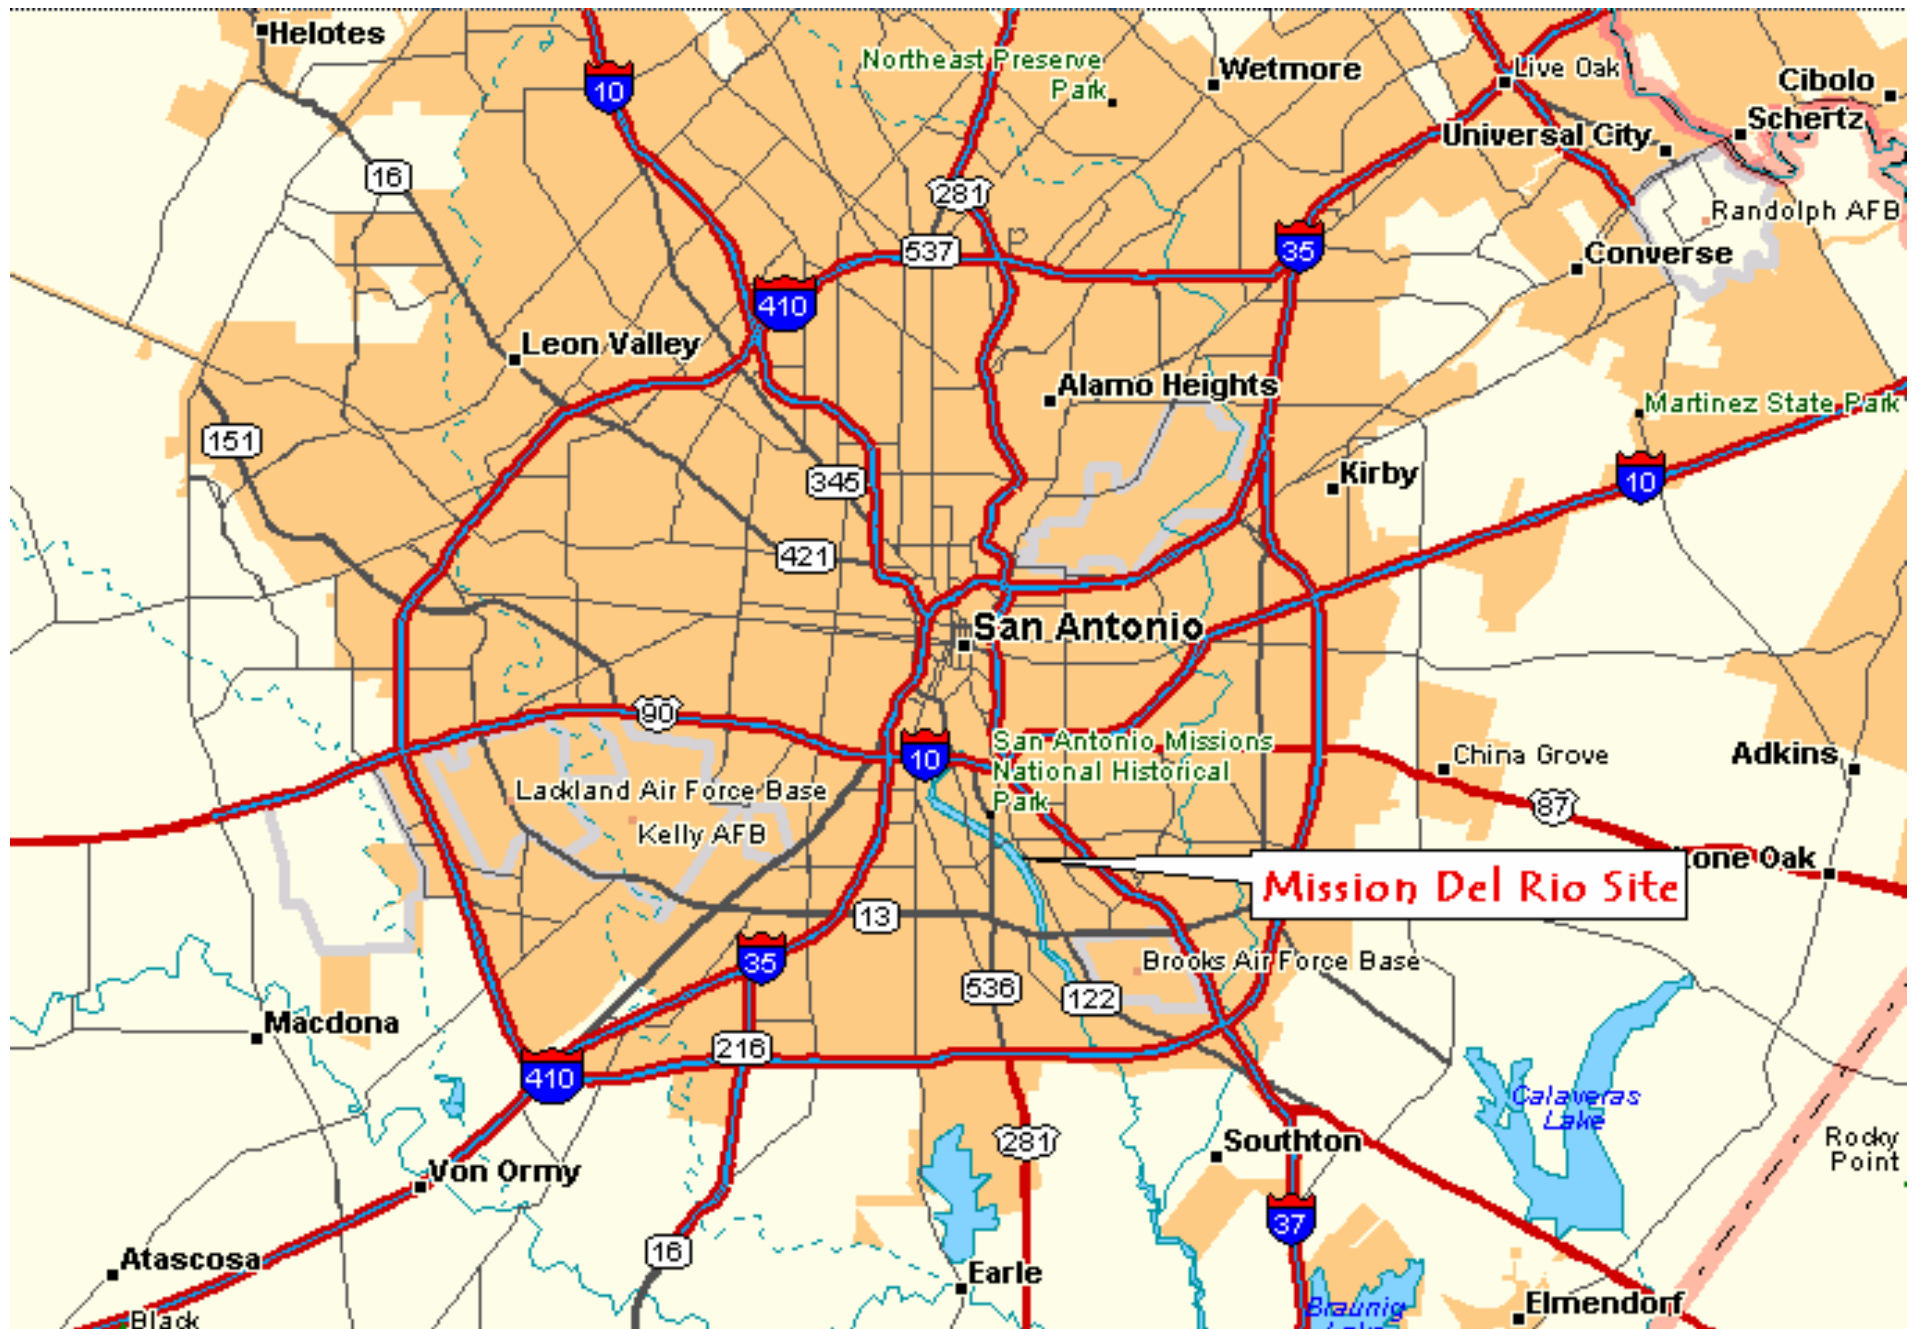 Helotes
10
Northeast Preserve
Park
Wetmore
Live Oak
Cibolo
Schertz
Universal City
16
281
Randolph AFB
537
35
Converse
410
Leon Valley
Alamo Heights
Martinez State Park
151
345
Kirby
10
421
San Antonio
90
San Antonio Missions
National Historical
Park
10
China Grove
Adkins
Lackland Air Force Base
87
Kelly AFB
one Oak
Mission Del Rio Site
13
35
Brooks Air Force Base
536
122
Macdona
216
410
Calaveras
Lake
281
Southton
Rocky
Point
Von Ormy
37
16
Atascosa
Earle
Elmendorf
Braunig
Black